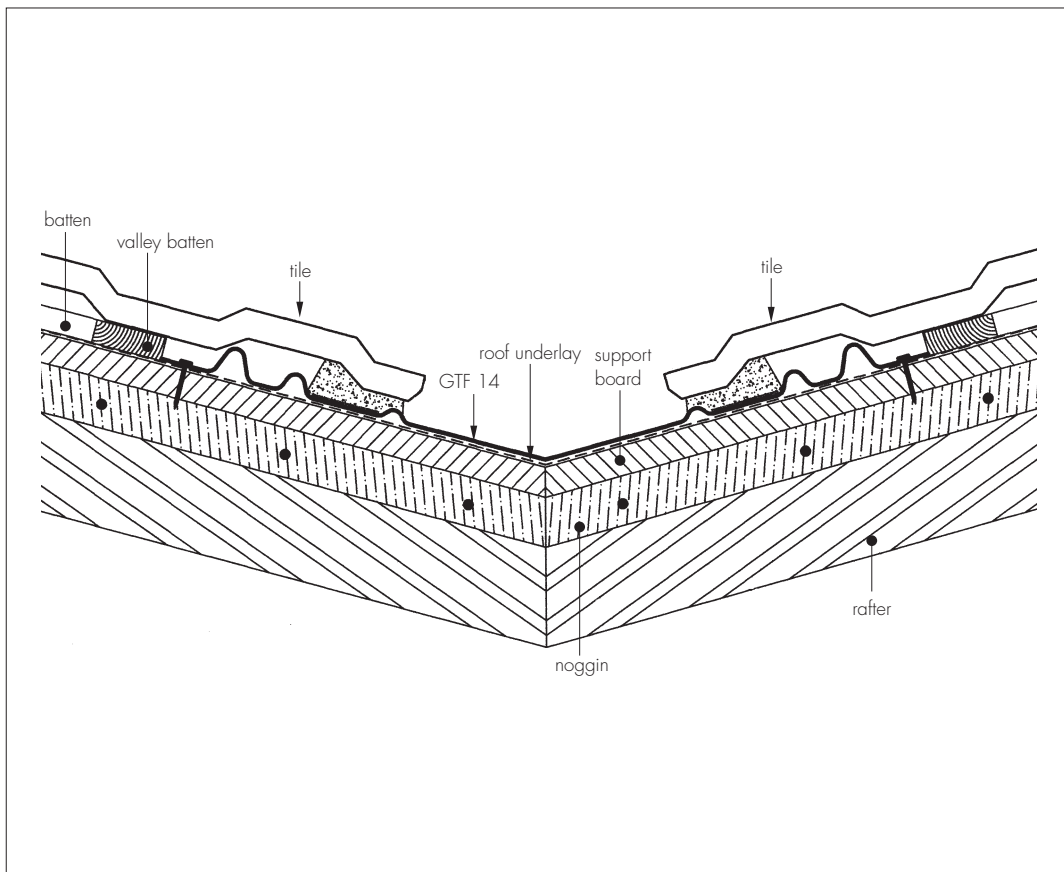 batten
valley batten
tile
tile
roof underlay
support
board
GTF 14
rafter
noggin